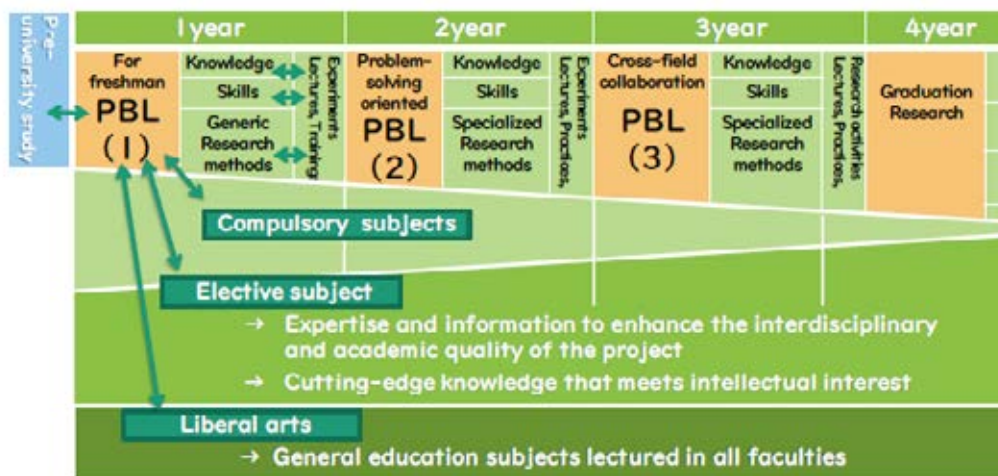 1year
2year
3year
4year
Pre-
university study
For
freshman
PBL
(1)
Knowledge
Skills
Generic
Research
methods
Experiments
Lectures, Training
Problem-
solving
oriented
PBL
(2)
Knowledge
Skills
Specialized
Research
methods
Experiments
Lectures, Practices,
Cross-field
collaboration
PBL
(3)
Knowledge
Skills
Specialized
Research
methods
Research activities
Lectures, Practices,
Graduation
Research
Compulsory subjects
Elective subject
→ Expertise and information to enhance the interdisciplinary
and academic quality of the project
→ Cutting-edge knowledge that meets intellectual interest
Liberal arts
→ General education subjects lectured in all faculties